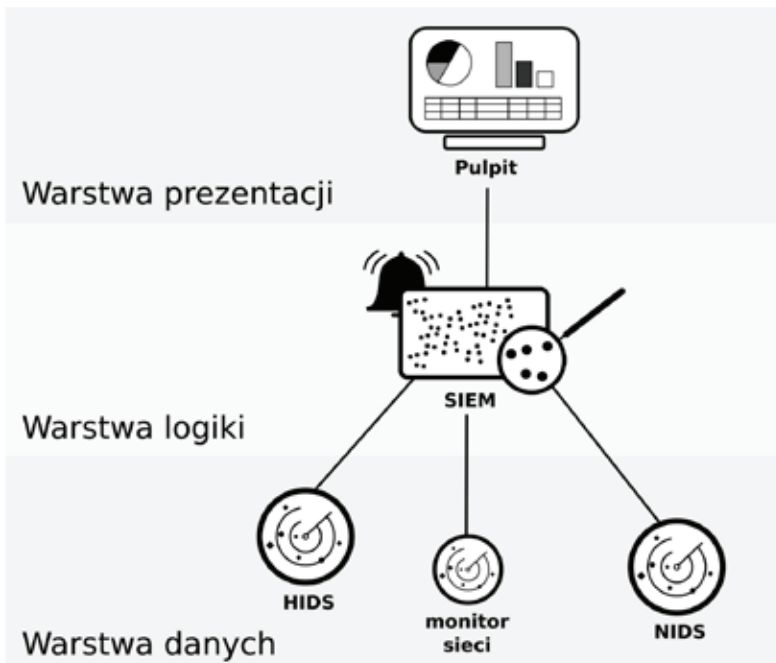 Pulpit
Warstwa prezentacji
SIEM
Warstwa logiki
HIDS
monitor
sieci
NIDS
Warstwa danych